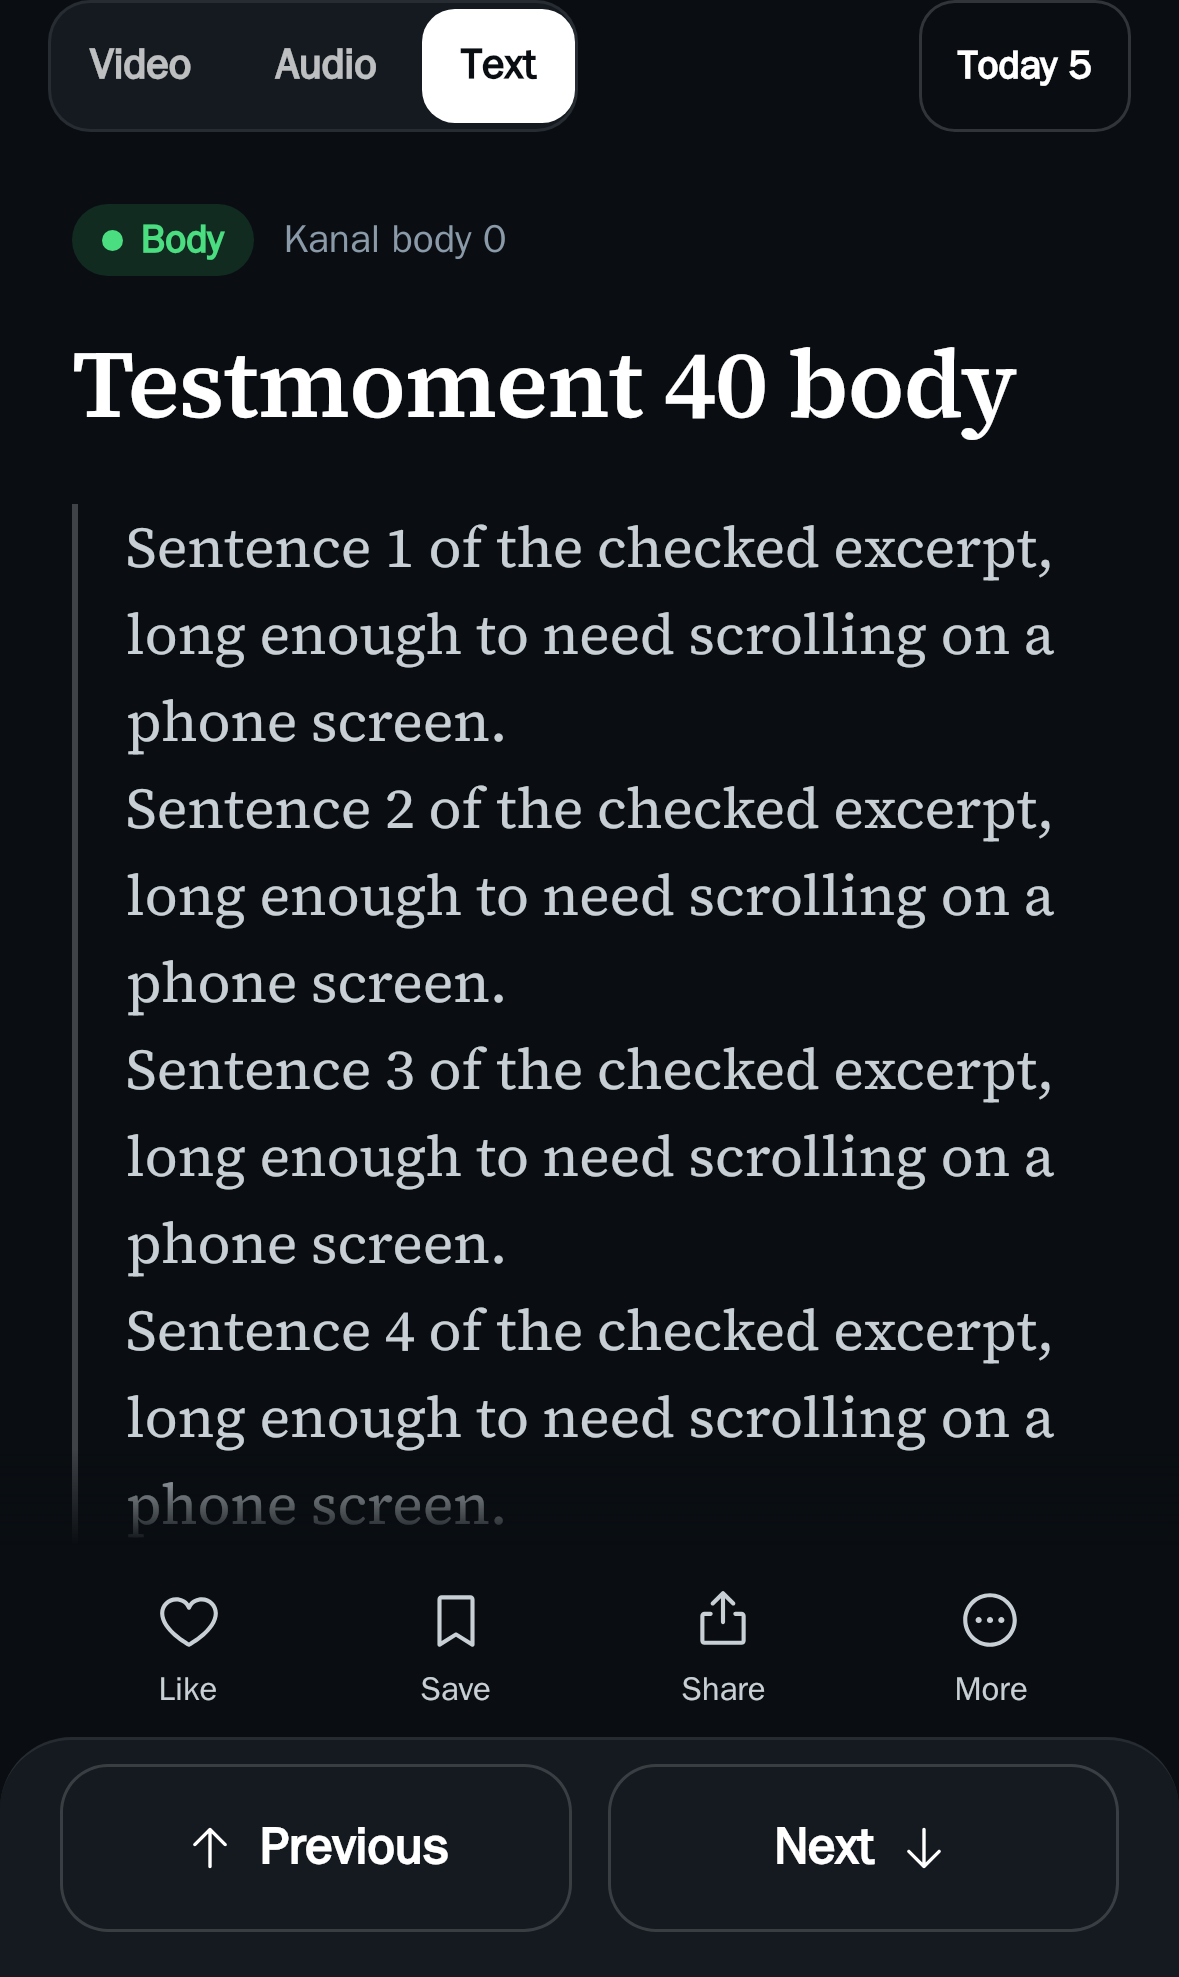 Video Audio Text Today 5
Body Kanal body 0
Testmoment 40 body
Sentence 1 of the checked excerpt,
long enough to need scrolling on a
phone screen.
Sentence 2 of the checked excerpt,
long enough to need scrolling on a
phone screen.
Sentence 3 of the checked excerpt,
long enough to need scrolling on a
phone screen.
Sentence 4 of the checked excerpt,
long enough to need scrolling on a
phone screen.
Like Save Share More
Previous Next